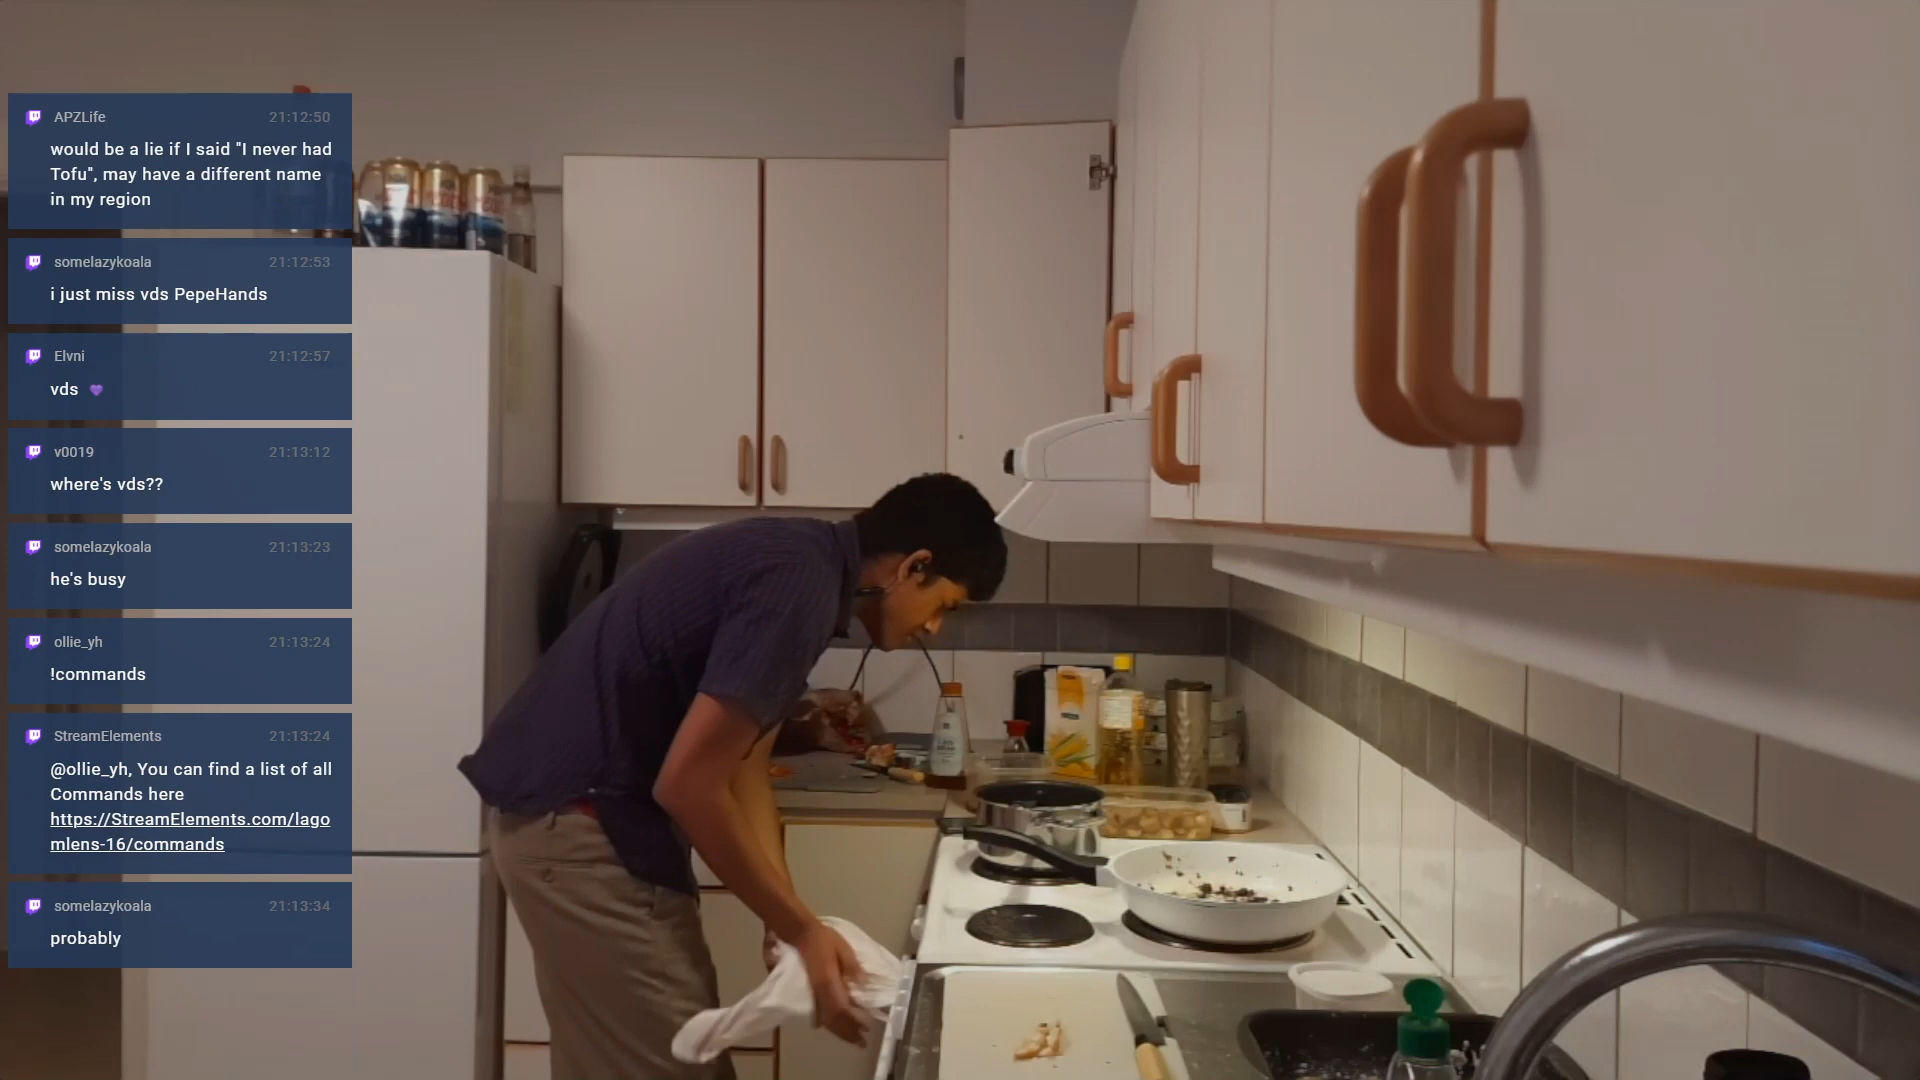 APZLife 21:12:50
would be a lie if I said "I never had
Tofu", may have a different name
in my region
somelazykoala 21:12:53
i just miss vds PepeHands
Elvni 21:12:57
vds 💜
v0019 21:13:12
where's vds??
somelazykoala 21:13:23
he's busy
ollie_yh 21:13:24
!commands
StreamElements 21:13:24
@ollie_yh, You can find a list of all
Commands here
https://StreamElements.com/lago
mlens-16/commands
somelazykoala 21:13:34
probably